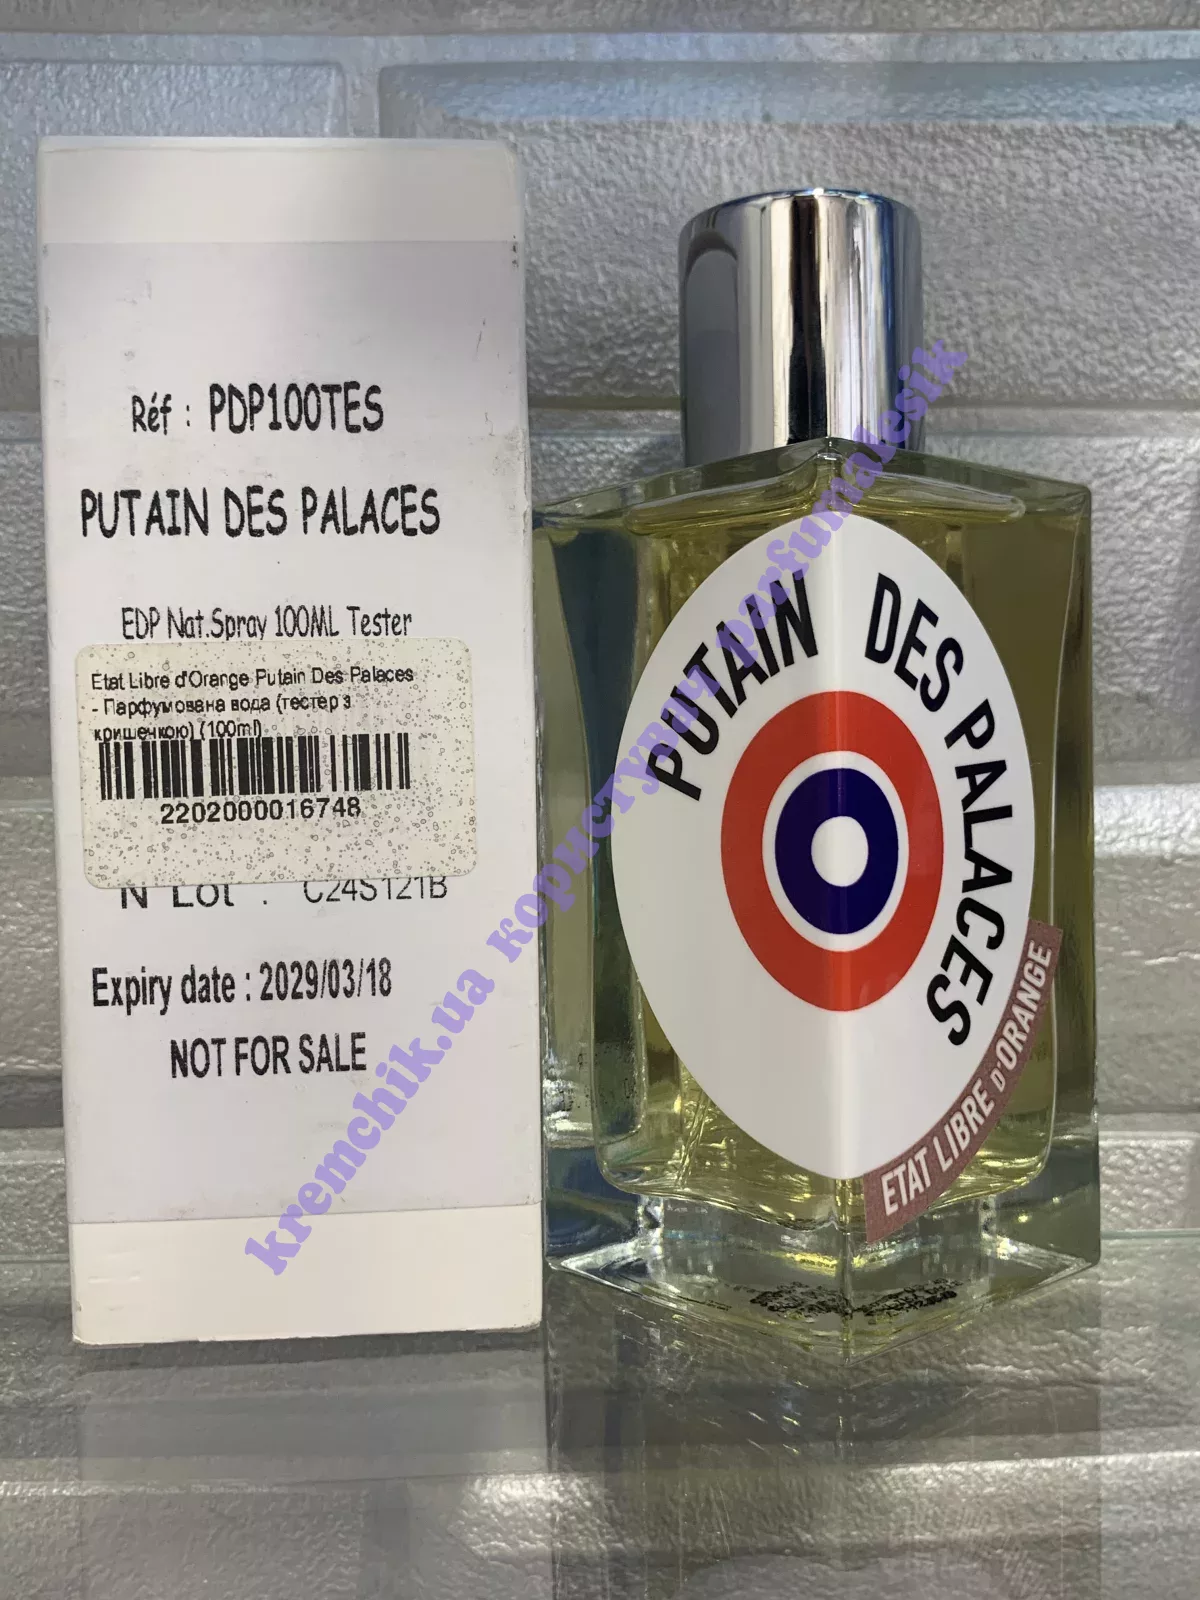 Réf : PDP100TES
PUTAIN DES PALACES
EDP Nat.Spray 100ML Tester
Etat Libre d'Orange Putain Des Palaces
- Парфумована вода (тестер з
кришечкою) (100ml)
2202000016748
N° Lot : C24S121B
Expiry date : 2029/03/18
NOT FOR SALE
PUTAIN DES PALACES
ETAT LIBRE D'ORANGE
kremchik.ua користувач parfumalesik